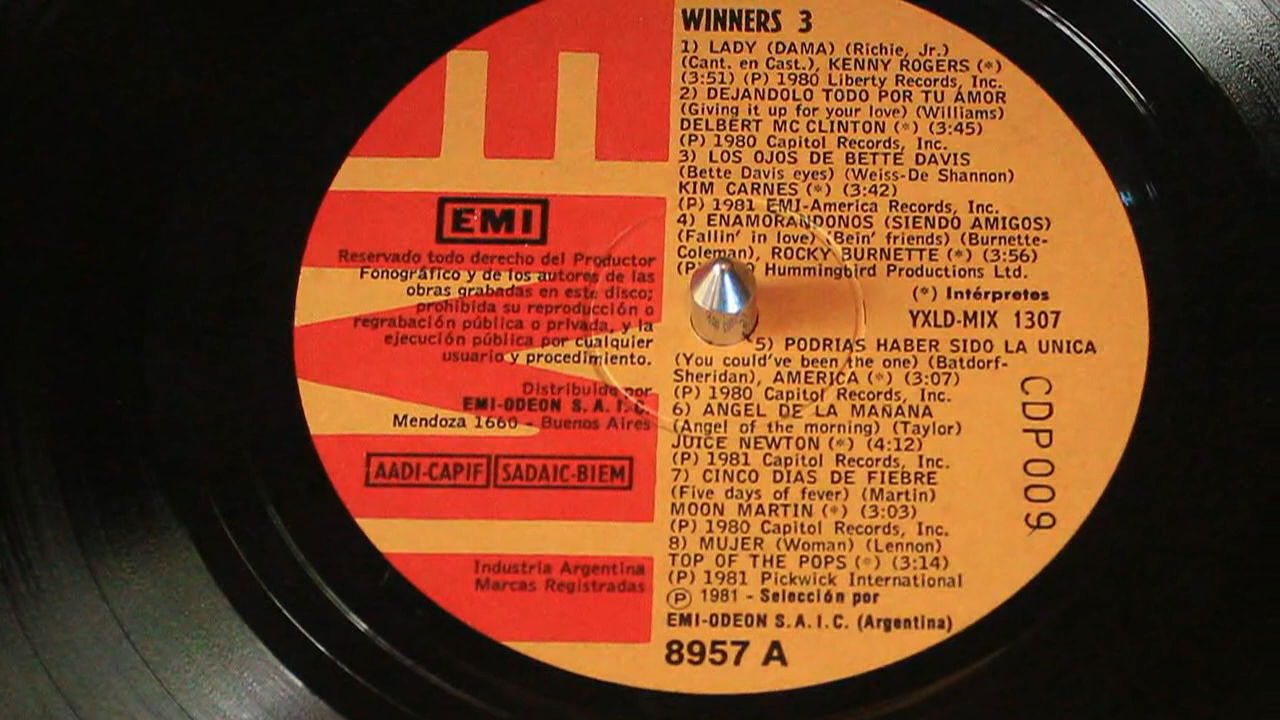 WINNERS 3
1) LADY (DAMA) (Richie, Jr.)
(Cant. en Cast.), KENNY ROGERS (*)
(3:51) (P) 1980 Liberty Records, Inc.
2) DEJANDOLO TODO POR TU AMOR
(Giving it up for your love) (Williams)
DELBERT MC CLINTON (*) (3:45)
(P) 1980 Capitol Records, Inc.
3) LOS OJOS DE BETTE DAVIS
(Bette Davis eyes) (Weiss-De Shannon)
KIM CARNES (*) (3:42)
(P) 1981 EMI-America Records, Inc.
4) ENAMORANDONOS (SIENDO AMIGOS)
(Fallin' in love) (Bein' friends) (Burnette-
Coleman), ROCKY BURNETTE (*) (3:56)
(P) Hummingbird Productions Ltd.
(*) Intérpretes
YXLD-MIX 1307
5) PODRIAS HABER SIDO LA UNICA
(You could've been the one) (Batdorf-
Sheridan), AMERICA (*) (3:07)
(P) 1980 Capitol Records, Inc.
6) ANGEL DE LA MAÑANA
(Angel of the morning) (Taylor)
JUICE NEWTON (*) (4:12)
(P) 1981 Capitol Records, Inc.
7) CINCO DIAS DE FIEBRE
(Five days of fever) (Martin)
MOON MARTIN (*) (3:03)
(P) 1980 Capitol Records, Inc.
8) MUJER (Woman) (Lennon)
TOP OF THE POPS (*) (3:14)
(P) 1981 Pickwick International
Ⓟ 1981 - Selección por
EMI-ODEON S.A.I.C. (Argentina)
8957 A
CDP009
EMI
Reservado todo derecho del Productor
Fonográfico y de los autores de las
obras grabadas en este disco;
prohibida su reproducción o
regrabación pública o privada, y la
ejecución pública por cualquier
usuario y procedimiento.
Distribuido por
EMI-ODEON S.A.I.C.
Mendoza 1660 - Buenos Aires
AADI-CAPIF SADAIC-BIEM
Industria Argentina
Marcas Registradas